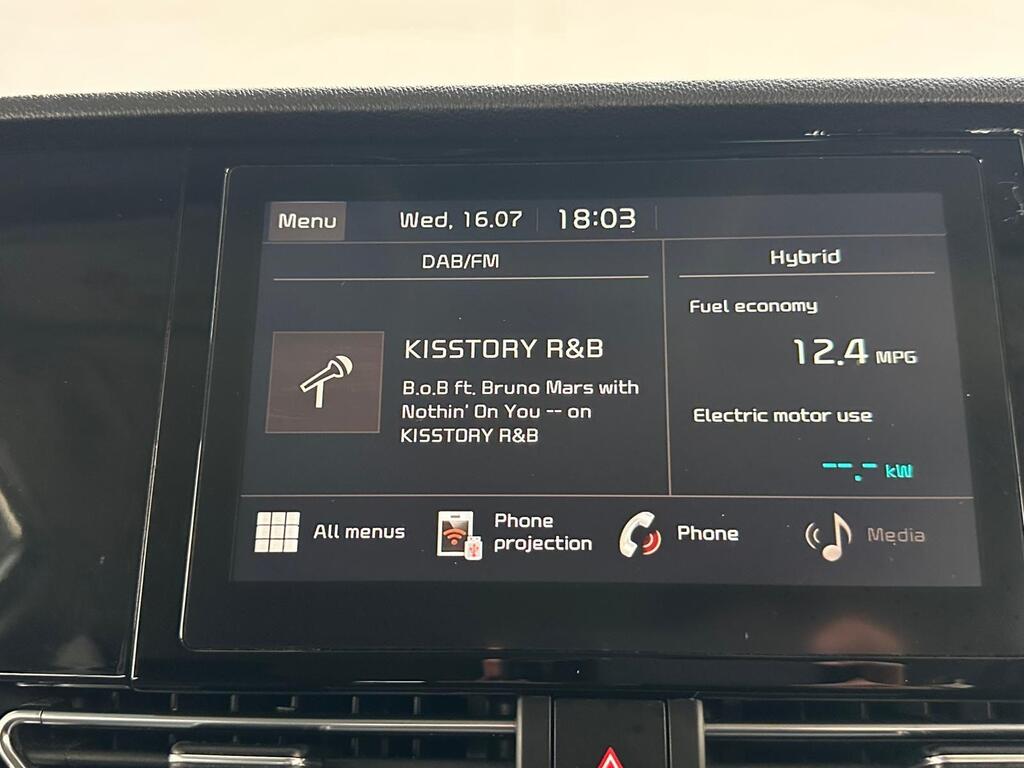 Menu
Wed, 16.07
18:03
DAB/FM
KISSTORY R&B
B.o.B ft. Bruno Mars with
Nothin' On You -- on
KISSTORY R&B
Hybrid
Fuel economy
12.4 MPG
Electric motor use
--.- kW
All menus
Phone
projection
Phone
Media